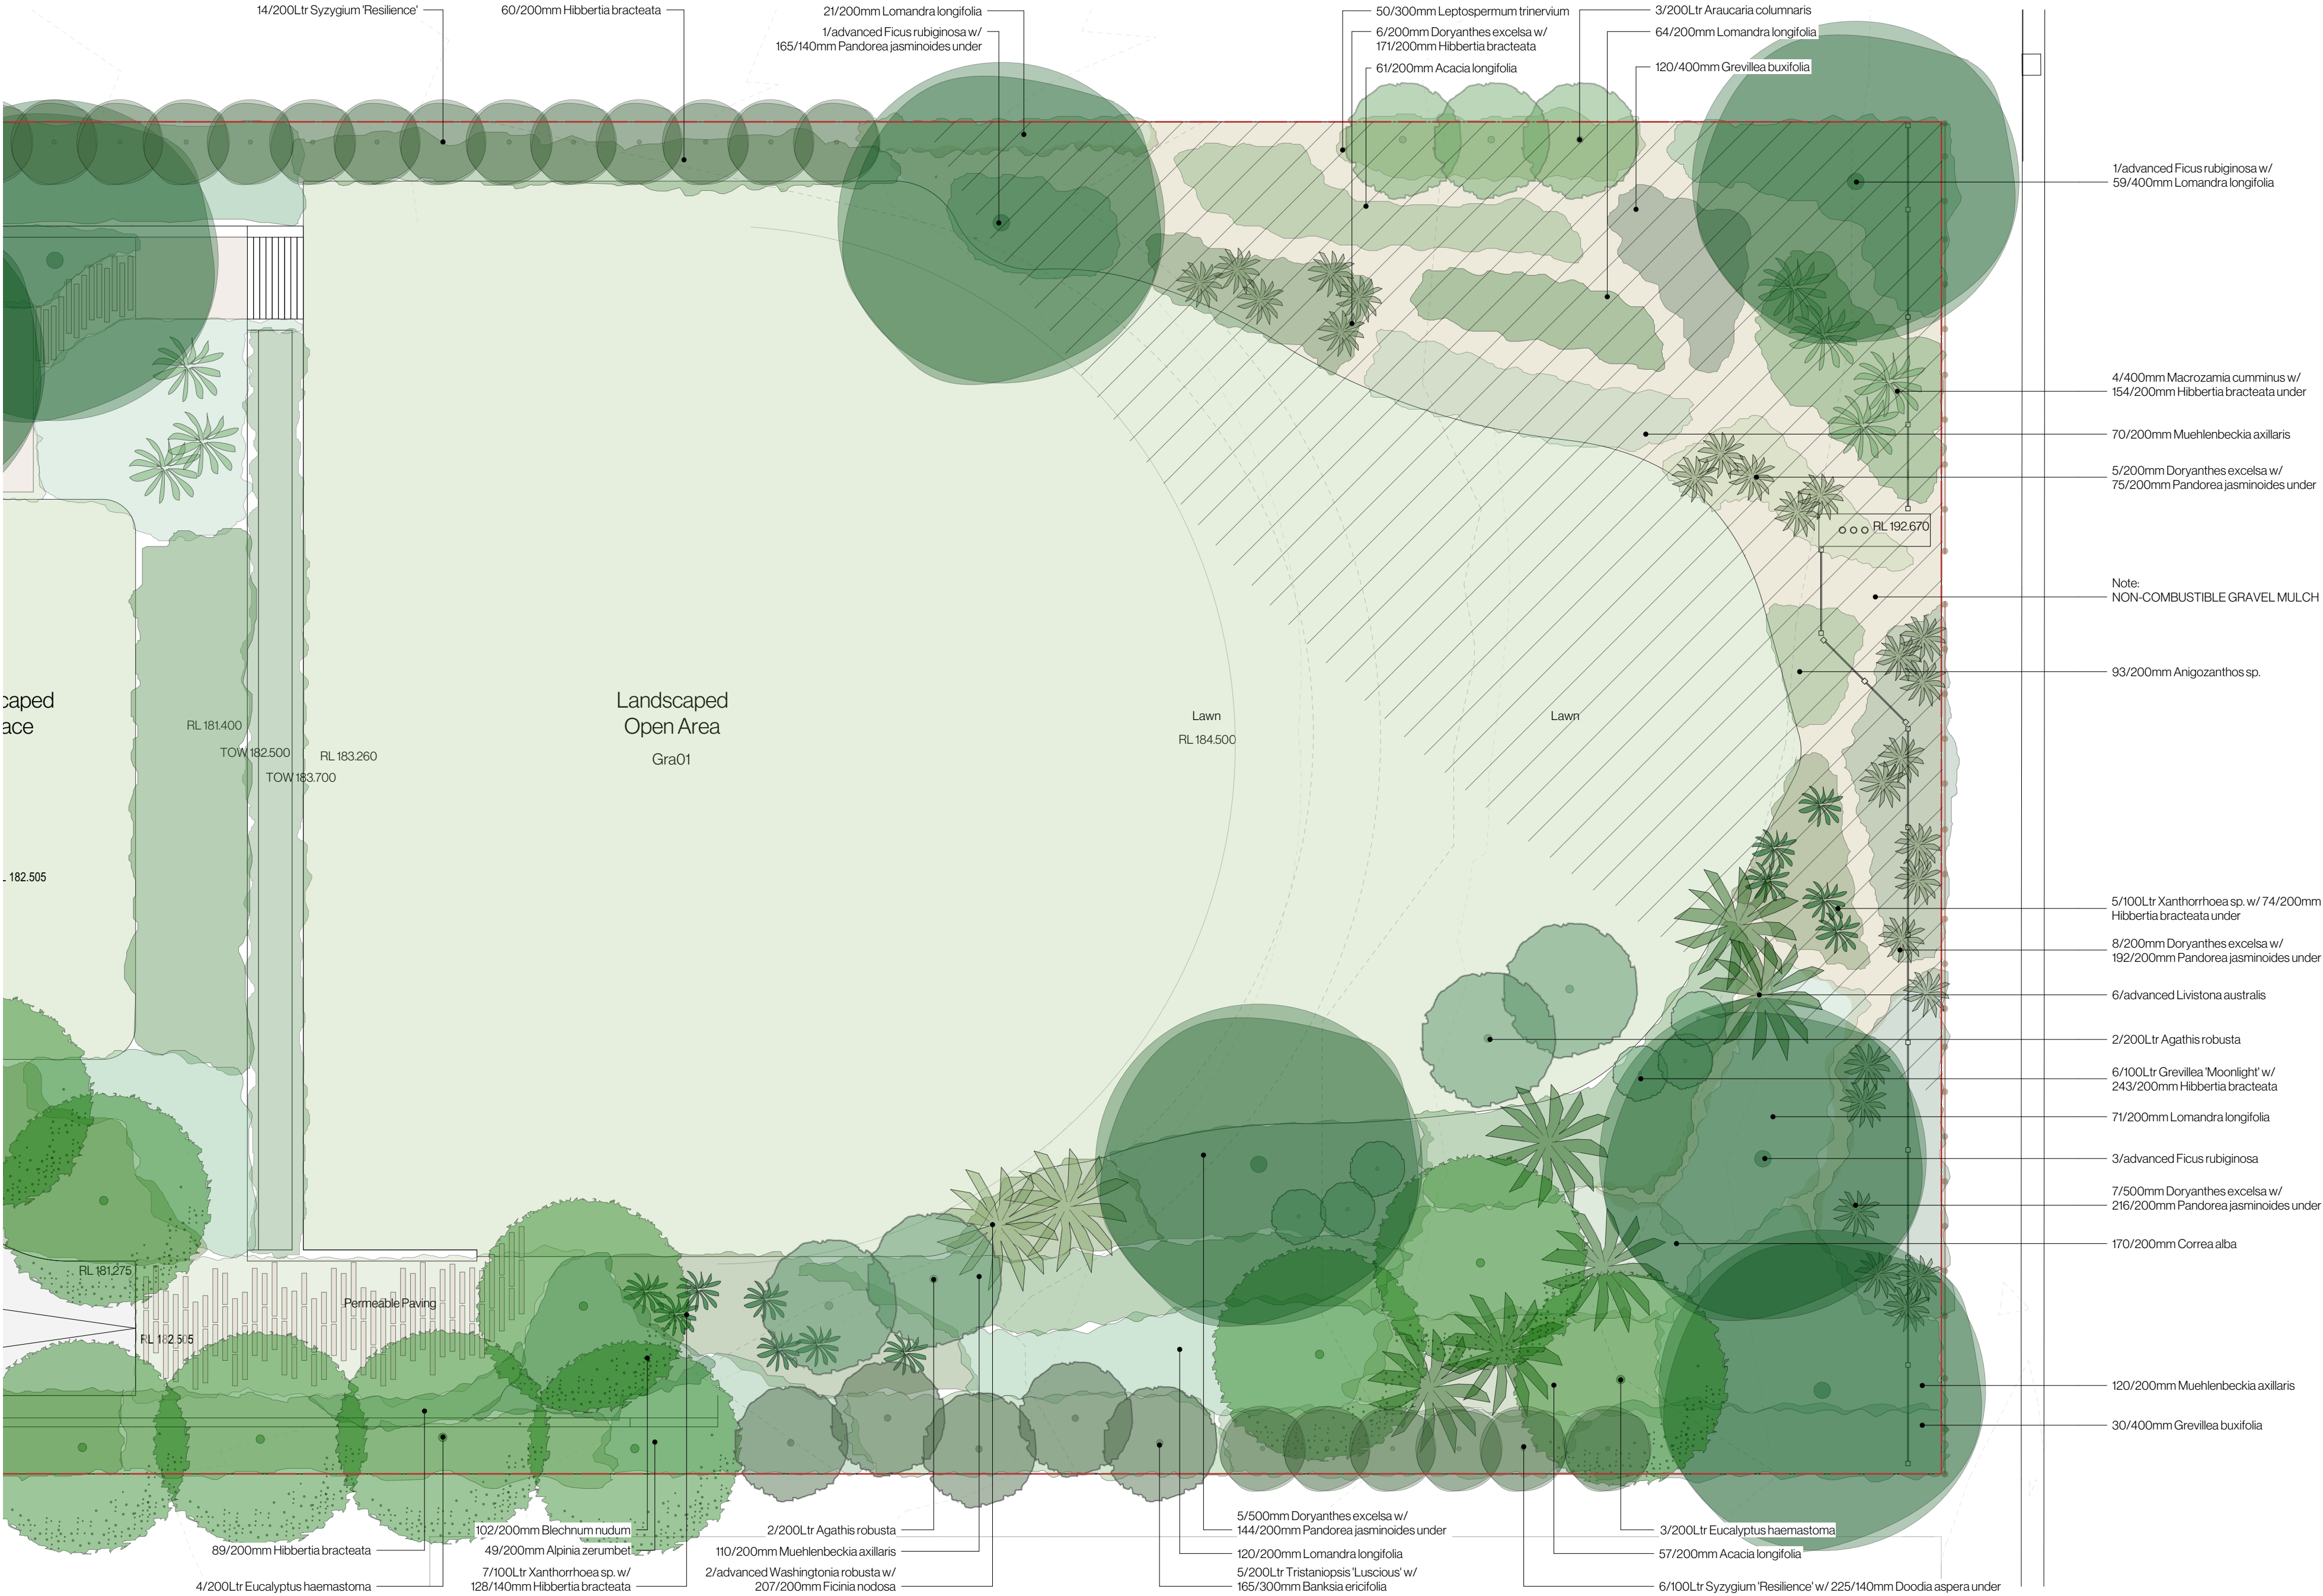 14/200Ltr Syzygium 'Resilience'
60/200mm Hibbertia bracteata
21/200mm Lomandra longifolia
1/advanced Ficus rubiginosa w/
165/140mm Pandorea jasminoides under
50/300mm Leptospermum trinervium
6/200mm Doryanthes excelsa w/
171/200mm Hibbertia bracteata
61/200mm Acacia longifolia
3/200Ltr Araucaria columnaris
64/200mm Lomandra longifolia
120/400mm Grevillea buxifolia
1/advanced Ficus rubiginosa w/
59/400mm Lomandra longifolia
4/400mm Macrozamia cumminus w/
154/200mm Hibbertia bracteata under
70/200mm Muehlenbeckia axillaris
5/200mm Doryanthes excelsa w/
75/200mm Pandorea jasminoides under
RL 192.670
Note:
NON-COMBUSTIBLE GRAVEL MULCH
93/200mm Anigozanthos sp.
caped
ace
RL 181.400
TOW 182.500
RL 183.260
TOW 183.700
Landscaped
Open Area
Gra01
Lawn
RL 184.500
Lawn
L 182.505
5/100Ltr Xanthorrhoea sp. w/ 74/200mm
Hibbertia bracteata under
8/200mm Doryanthes excelsa w/
192/200mm Pandorea jasminoides under
6/advanced Livistona australis
2/200Ltr Agathis robusta
6/100Ltr Grevillea 'Moonlight' w/
243/200mm Hibbertia bracteata
71/200mm Lomandra longifolia
3/advanced Ficus rubiginosa
7/500mm Doryanthes excelsa w/
216/200mm Pandorea jasminoides under
170/200mm Correa alba
RL 181.275
Permeable Paving
RL 182.505
120/200mm Muehlenbeckia axillaris
30/400mm Grevillea buxifolia
102/200mm Blechnum nudum
89/200mm Hibbertia bracteata
49/200mm Alpinia zerumbet
4/200Ltr Eucalyptus haemastoma
7/100Ltr Xanthorrhoea sp. w/
128/140mm Hibbertia bracteata
2/200Ltr Agathis robusta
110/200mm Muehlenbeckia axillaris
2/advanced Washingtonia robusta w/
207/200mm Ficinia nodosa
5/500mm Doryanthes excelsa w/
144/200mm Pandorea jasminoides under
120/200mm Lomandra longifolia
5/200Ltr Tristaniopsis 'Luscious' w/
165/300mm Banksia ericifolia
3/200Ltr Eucalyptus haemastoma
57/200mm Acacia longifolia
6/100Ltr Syzygium 'Resilience' w/ 225/140mm Doodia aspera under